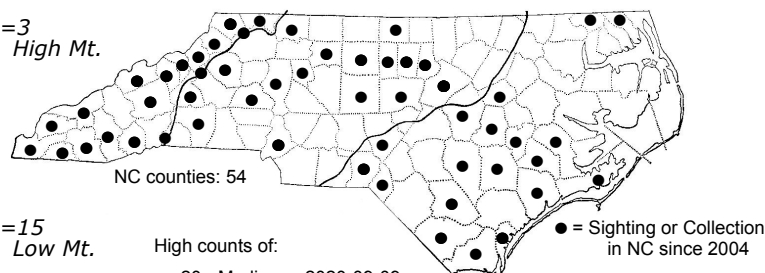 =3
High Mt.
NC counties: 54
=15
Low Mt.
High counts of:
● = Sighting or Collection
in NC since 2004